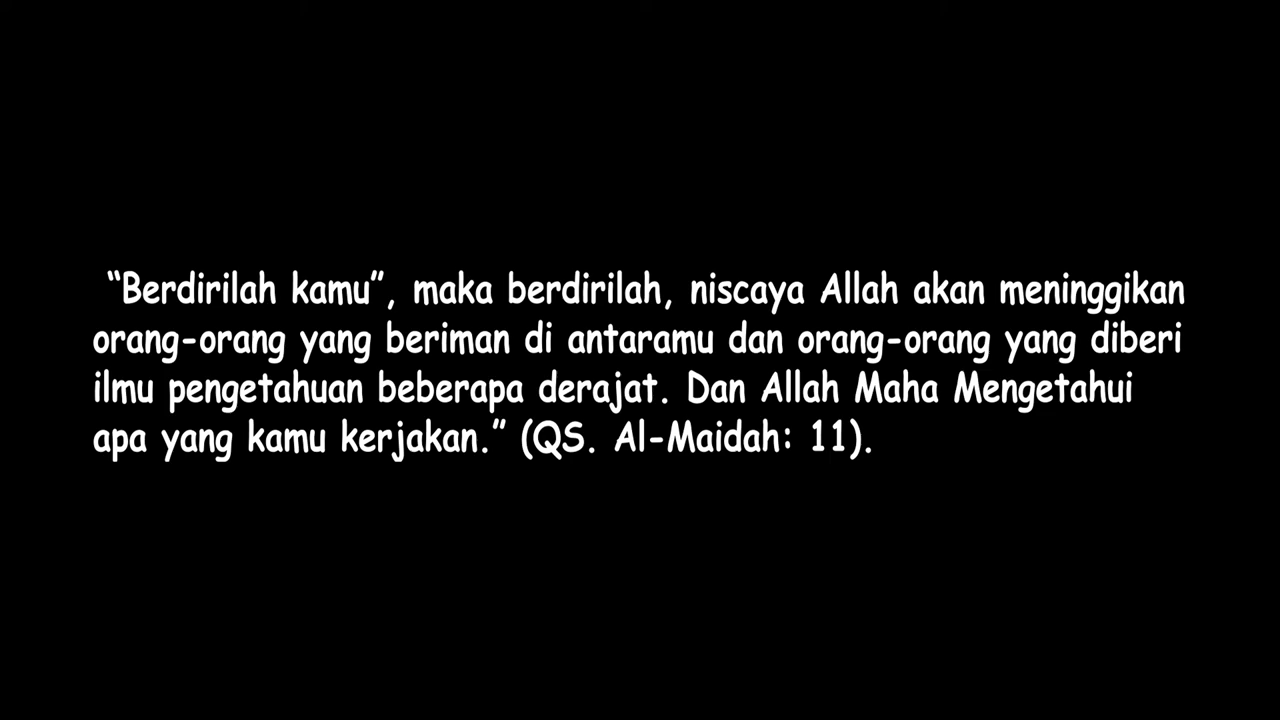 “Berdirilah kamu”, maka berdirilah, niscaya Allah akan meninggikan
orang-orang yang beriman di antaramu dan orang-orang yang diberi
ilmu pengetahuan beberapa derajat. Dan Allah Maha Mengetahui
apa yang kamu kerjakan.” (QS. Al-Maidah: 11).